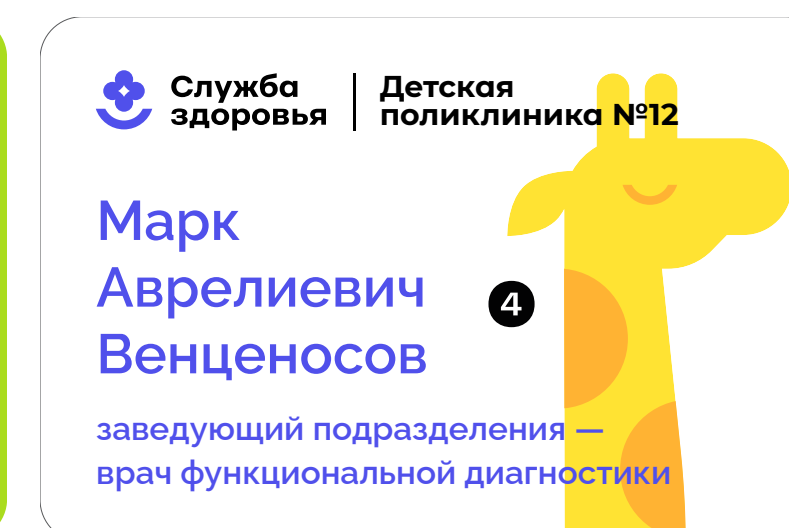 Служба
здоровья
Детская
поликлиника №12
Марк
Аврелиевич
Венценосов
4
заведующий подразделения —
врач функциональной диагностики